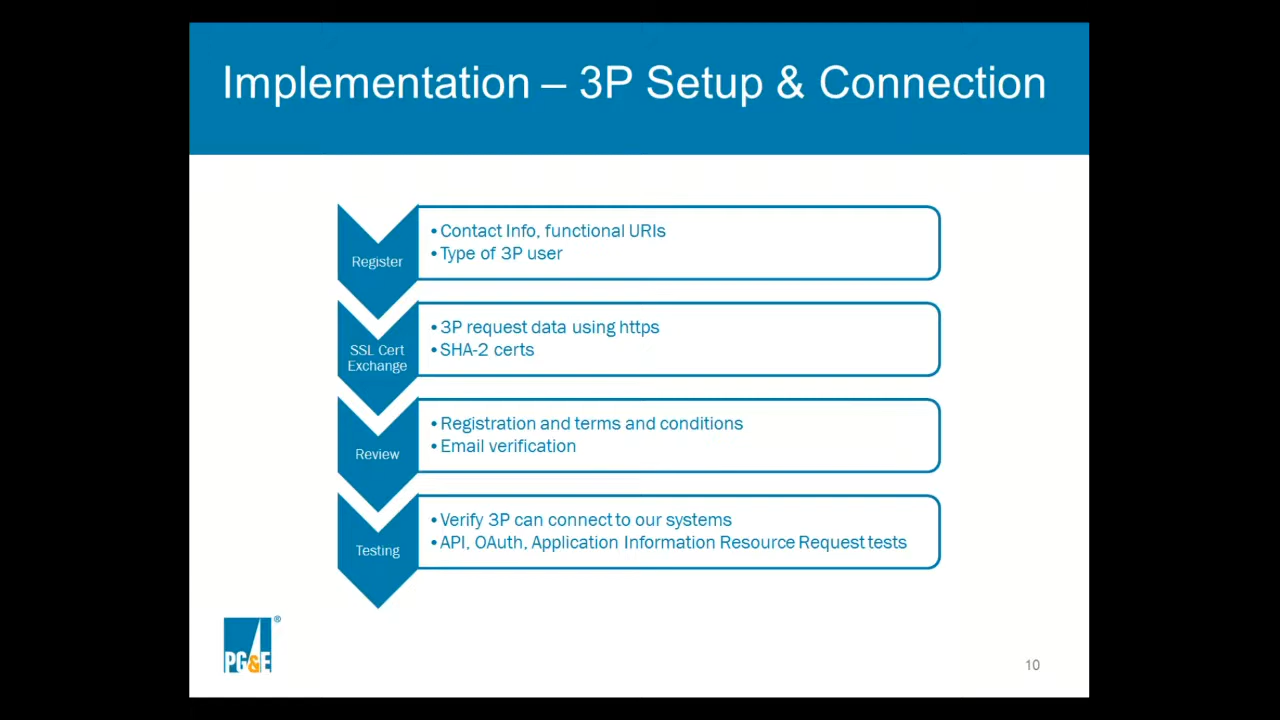 Implementation – 3P Setup & Connection
Register
•Contact Info, functional URIs
•Type of 3P user
SSL Cert
Exchange
•3P request data using https
•SHA-2 certs
Review
•Registration and terms and conditions
•Email verification
Testing
•Verify 3P can connect to our systems
•API, OAuth, Application Information Resource Request tests
PG&E®
10